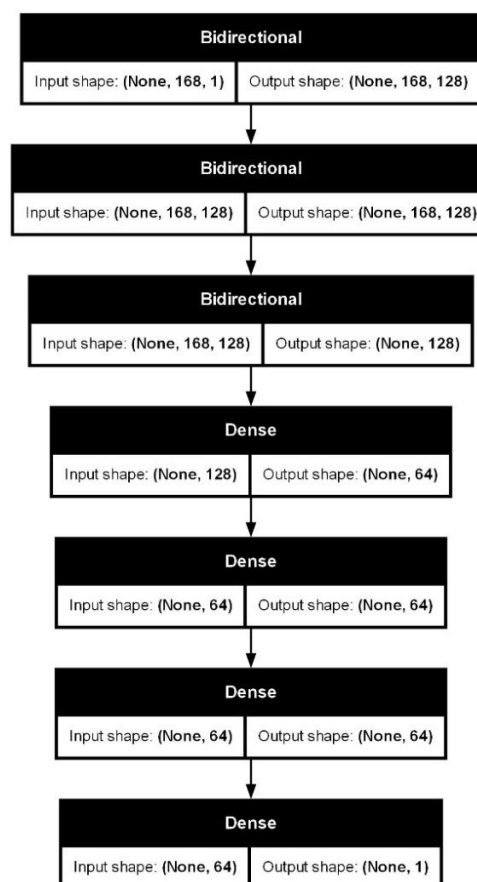 Bidirectional
Input shape: (None, 168, 1) Output shape: (None, 168, 128)
Bidirectional
Input shape: (None, 168, 128) Output shape: (None, 168, 128)
Bidirectional
Input shape: (None, 168, 128) Output shape: (None, 128)
Dense
Input shape: (None, 128) Output shape: (None, 64)
Dense
Input shape: (None, 64) Output shape: (None, 64)
Dense
Input shape: (None, 64) Output shape: (None, 64)
Dense
Input shape: (None, 64) Output shape: (None, 1)